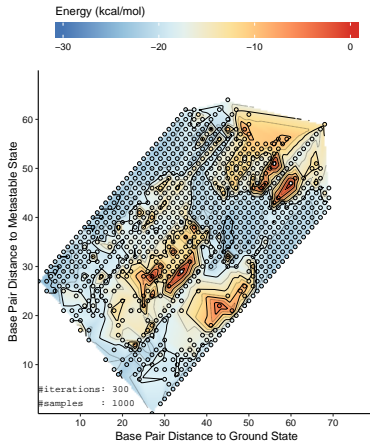 Energy (kcal/mol)
−30 −20 −10 0
Base Pair Distance to Metastable State
60
50
40
30
20
10
#iterations: 300
#samples : 1000
10 20 30 40 50 60 70
Base Pair Distance to Ground State